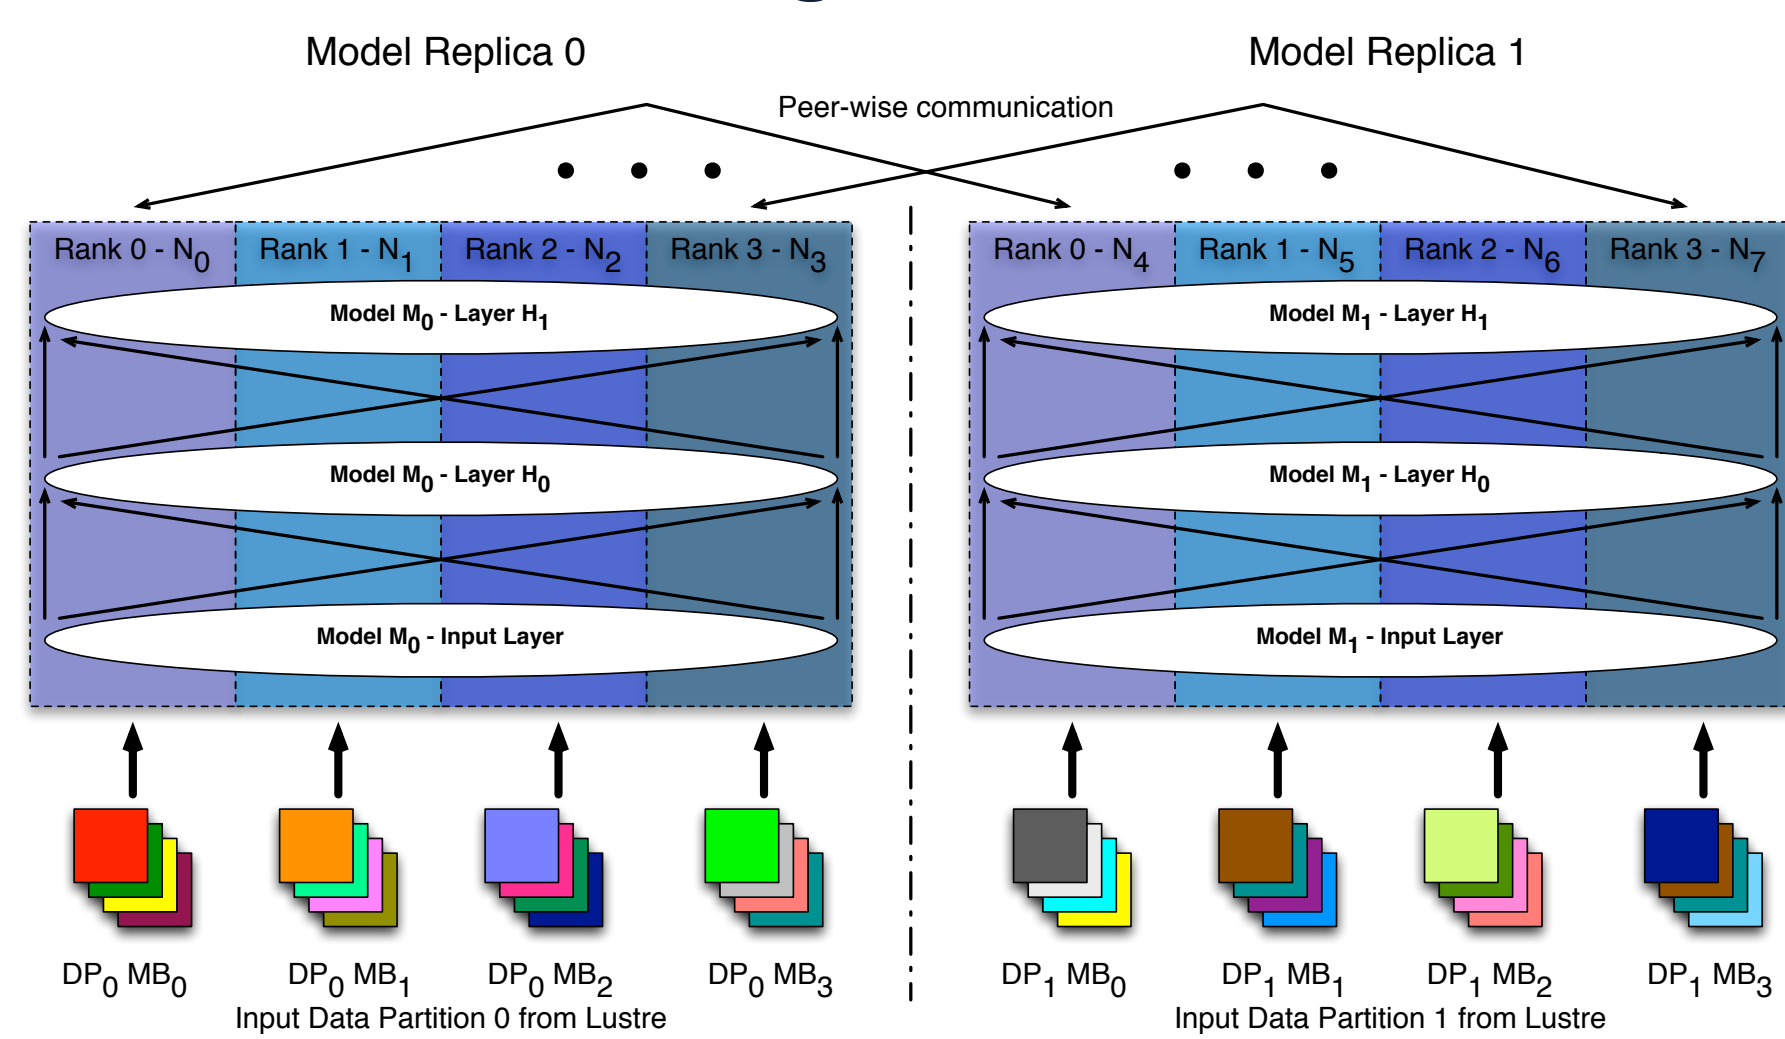 Model Replica 0
Model Replica 1
Peer-wise communication
Rank 0 - N0
Rank 1 - N1
Rank 2 - N2
Rank 3 - N3
Rank 0 - N4
Rank 1 - N5
Rank 2 - N6
Rank 3 - N7
Model M0 - Layer H1
Model M1 - Layer H1
Model M0 - Layer H0
Model M1 - Layer H0
Model M0 - Input Layer
Model M1 - Input Layer
DP0 MB0
DP0 MB1
DP0 MB2
DP0 MB3
DP1 MB0
DP1 MB1
DP1 MB2
DP1 MB3
Input Data Partition 0 from Lustre
Input Data Partition 1 from Lustre